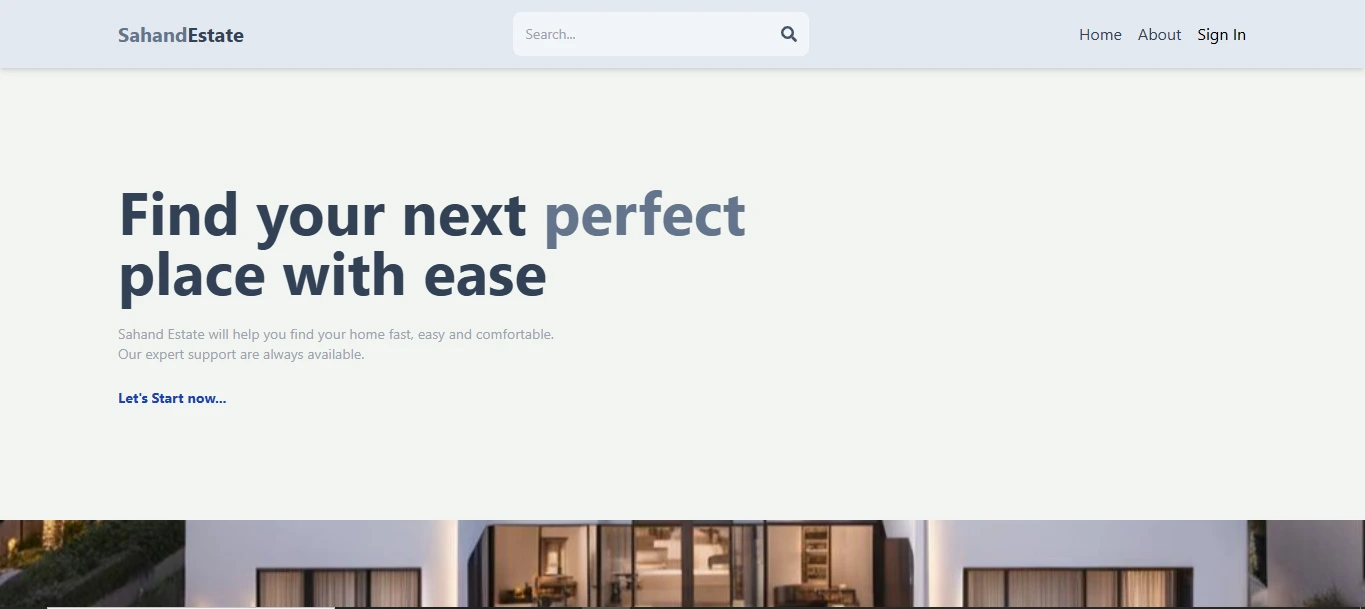 SahandEstate
Search...
Home About Sign In
Find your next perfect
place with ease
Sahand Estate will help you find your home fast, easy and comfortable.
Our expert support are always available.
Let's Start now...